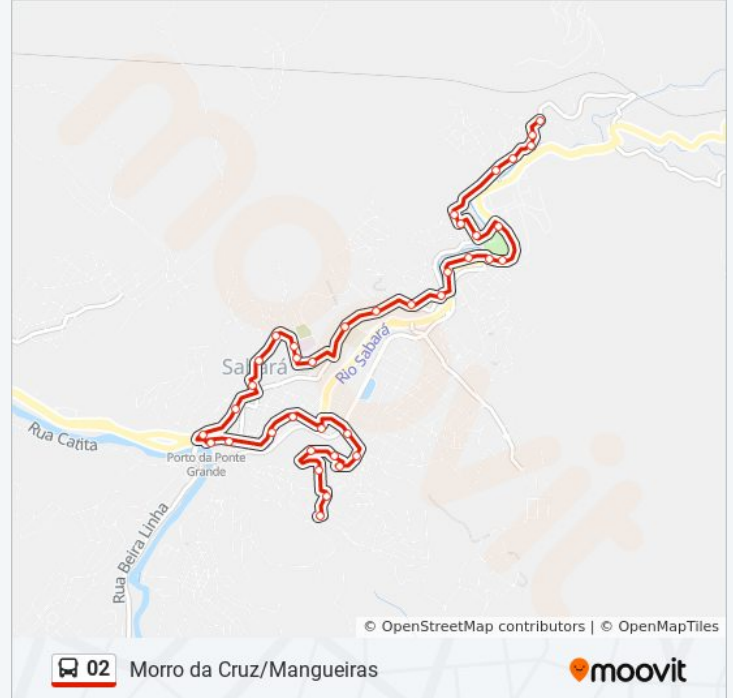 moovit
Sabará
Rio Sabará
Rua Catita
Porto da Ponte
Grande
Rua Beira Linha
© OpenStreetMap contributors | © OpenMapTiles
02 Morro da Cruz/Mangueiras
moovit